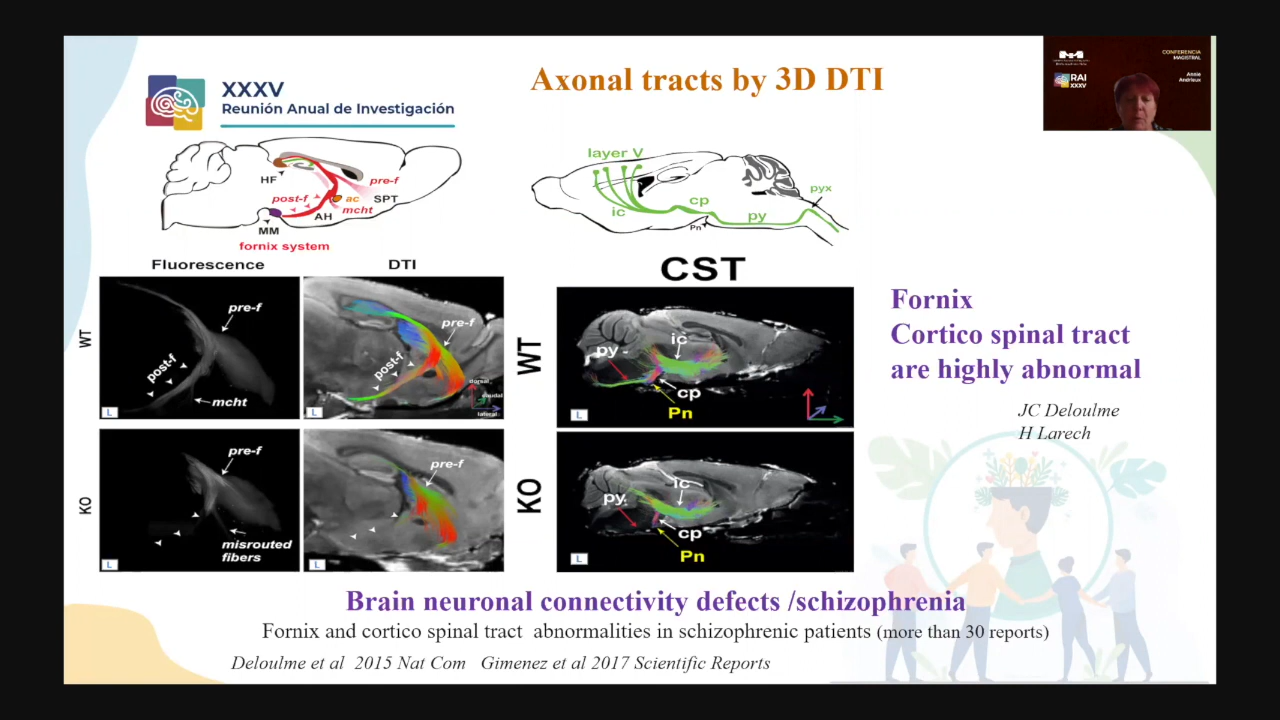 XXXV
Reunión Anual de Investigación
Axonal tracts by 3D DTI
CONFERENCIA
MAGISTRAL
RAI
XXXV
Annie
Andrieux
HF
pre-f
post-f
ac
SPT
AH
mcht
MM
fornix system
layer V
ic
cp
pyx
Pn
py
Fluorescence
DTI
CST
WT
pre-f
post-f
mcht
L
pre-f
post-f
dorsal
caudal
lateral
L
WT
ic
py
cp
Pn
L
KO
pre-f
misrouted
fibers
L
pre-f
L
KO
ic
py
cp
Pn
L
Fornix
Cortico spinal tract
are highly abnormal
JC Deloulme
H Larech
Brain neuronal connectivity defects /schizophrenia
Fornix and cortico spinal tract abnormalities in schizophrenic patients (more than 30 reports)
Deloulme et al 2015 Nat Com Gimenez et al 2017 Scientific Reports